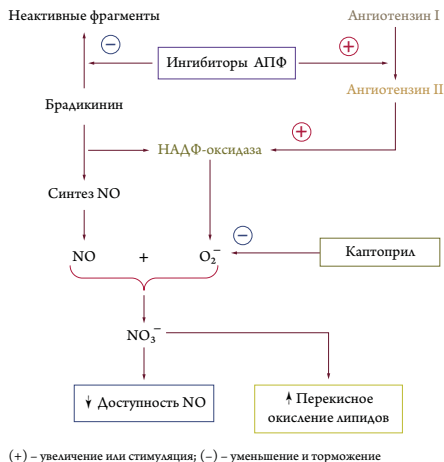 Неактивные фрагменты
Ангиотензин I
−
+
Ингибиторы АПФ
Брадикинин
Ангиотензин II
+
НАДФ-оксидаза
Синтез NO
−
Каптоприл
NO + O₂⁻
NO₃⁻
Доступность NO
Перекисное
окисление липидов
(+) – увеличение или стимуляция; (−) – уменьшение и торможение